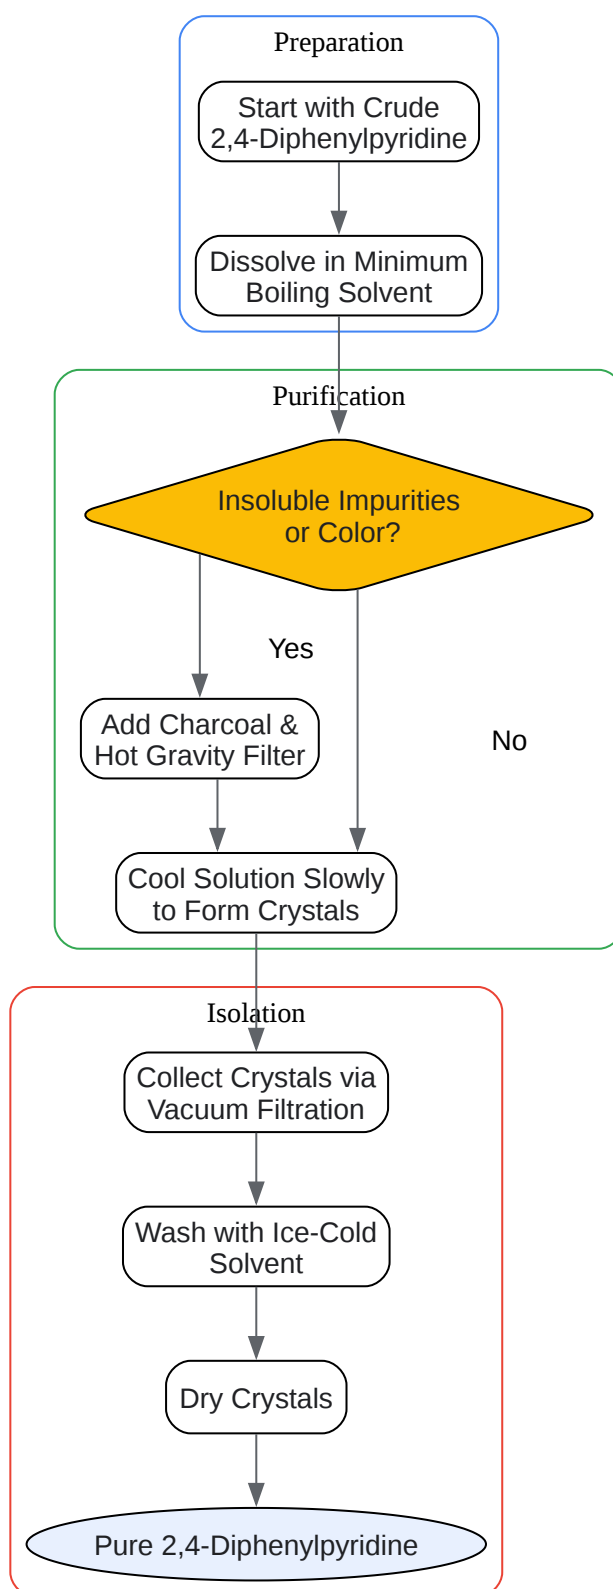 Preparation
Start with Crude
2,4-Diphenylpyridine
Dissolve in Minimum
Boiling Solvent
Purification
Insoluble Impurities
or Color?
Yes
Add Charcoal &
Hot Gravity Filter
No
Cool Solution Slowly
to Form Crystals
Isolation
Collect Crystals via
Vacuum Filtration
Wash with Ice-Cold
Solvent
Dry Crystals
Pure 2,4-Diphenylpyridine